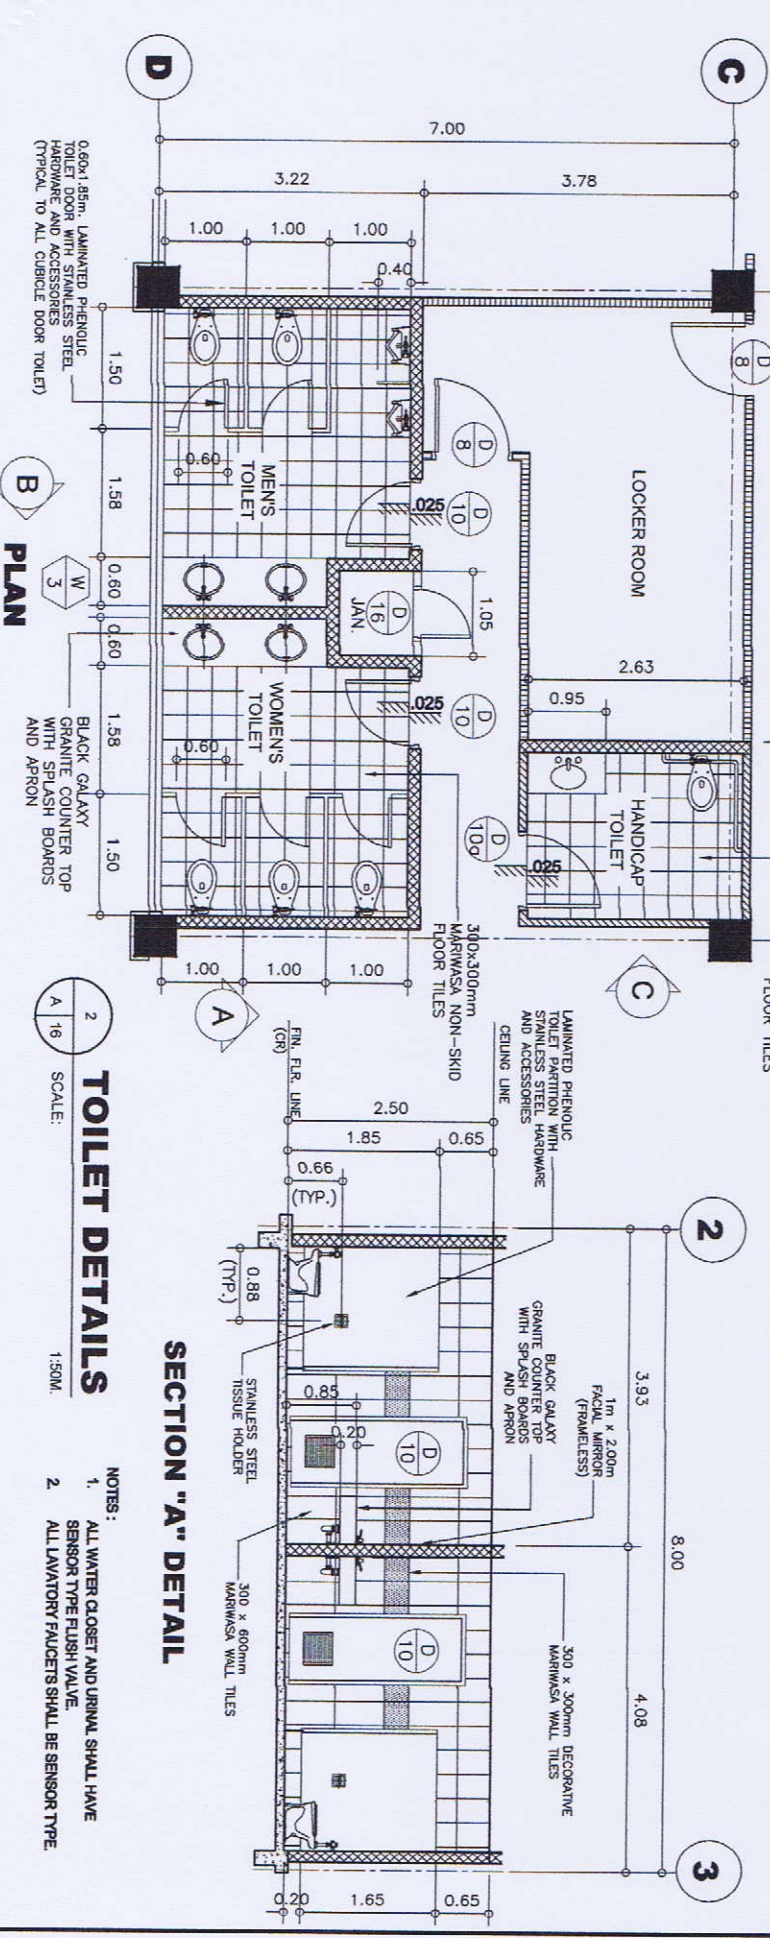 D
C
7.00
3.22
3.78
1.00
1.00
1.00
0.40
0.60x1.85m. LAMINATED PHENOLIC
TOILET DOOR WITH STAINLESS STEEL
HARDWARE AND ACCESSORIES
(TYPICAL TO ALL CUBICLE DOOR TOILET)
D
8
D
8
LOCKER ROOM
MEN'S
TOILET
0.60
.025
D
10
D
16
JAN.
1.05
2.63
0.95
1.50
1.58
0.60
0.60
1.58
1.50
B
PLAN
W
3
WOMEN'S
TOILET
0.60
.025
D
10
HANDICAP
TOILET
D
10a
.025
BLACK GALAXY
GRANITE COUNTER TOP
WITH SPLASH BOARDS
AND APRON
300x300mm
MARIWASA NON-SKID
FLOOR TILES
FLOOR TILES
1.00
1.00
1.00
A
C
2
A
16
TOILET DETAILS
SCALE:
1:50M.
LAMINATED PHENOLIC
TOILET PARTITION WITH
STAINLESS STEEL HARDWARE
AND ACCESSORIES
CEILING LINE
FIN. FLR. LINE
(CR)
2.50
1.85
0.65
0.66
(TYP.)
2
3.93
8.00
4.08
3
0.88
(TYP.)
STAINLESS STEEL
TISSUE HOLDER
BLACK GALAXY
GRANITE COUNTER TOP
WITH SPLASH BOARDS
AND APRON
1m x 2.00m
FACIAL MIRROR
(FRAMELESS)
0.85
0.20
D
10
D
10
300 x 600mm
MARIWASA WALL TILES
300 x 300mm DECORATIVE
MARIWASA WALL TILES
0.20
1.65
0.65
SECTION "A" DETAIL
NOTES :
1. ALL WATER CLOSET AND URINAL SHALL HAVE
SENSOR TYPE FLUSH VALVE.
2. ALL LAVATORY FAUCETS SHALL BE SENSOR TYPE.